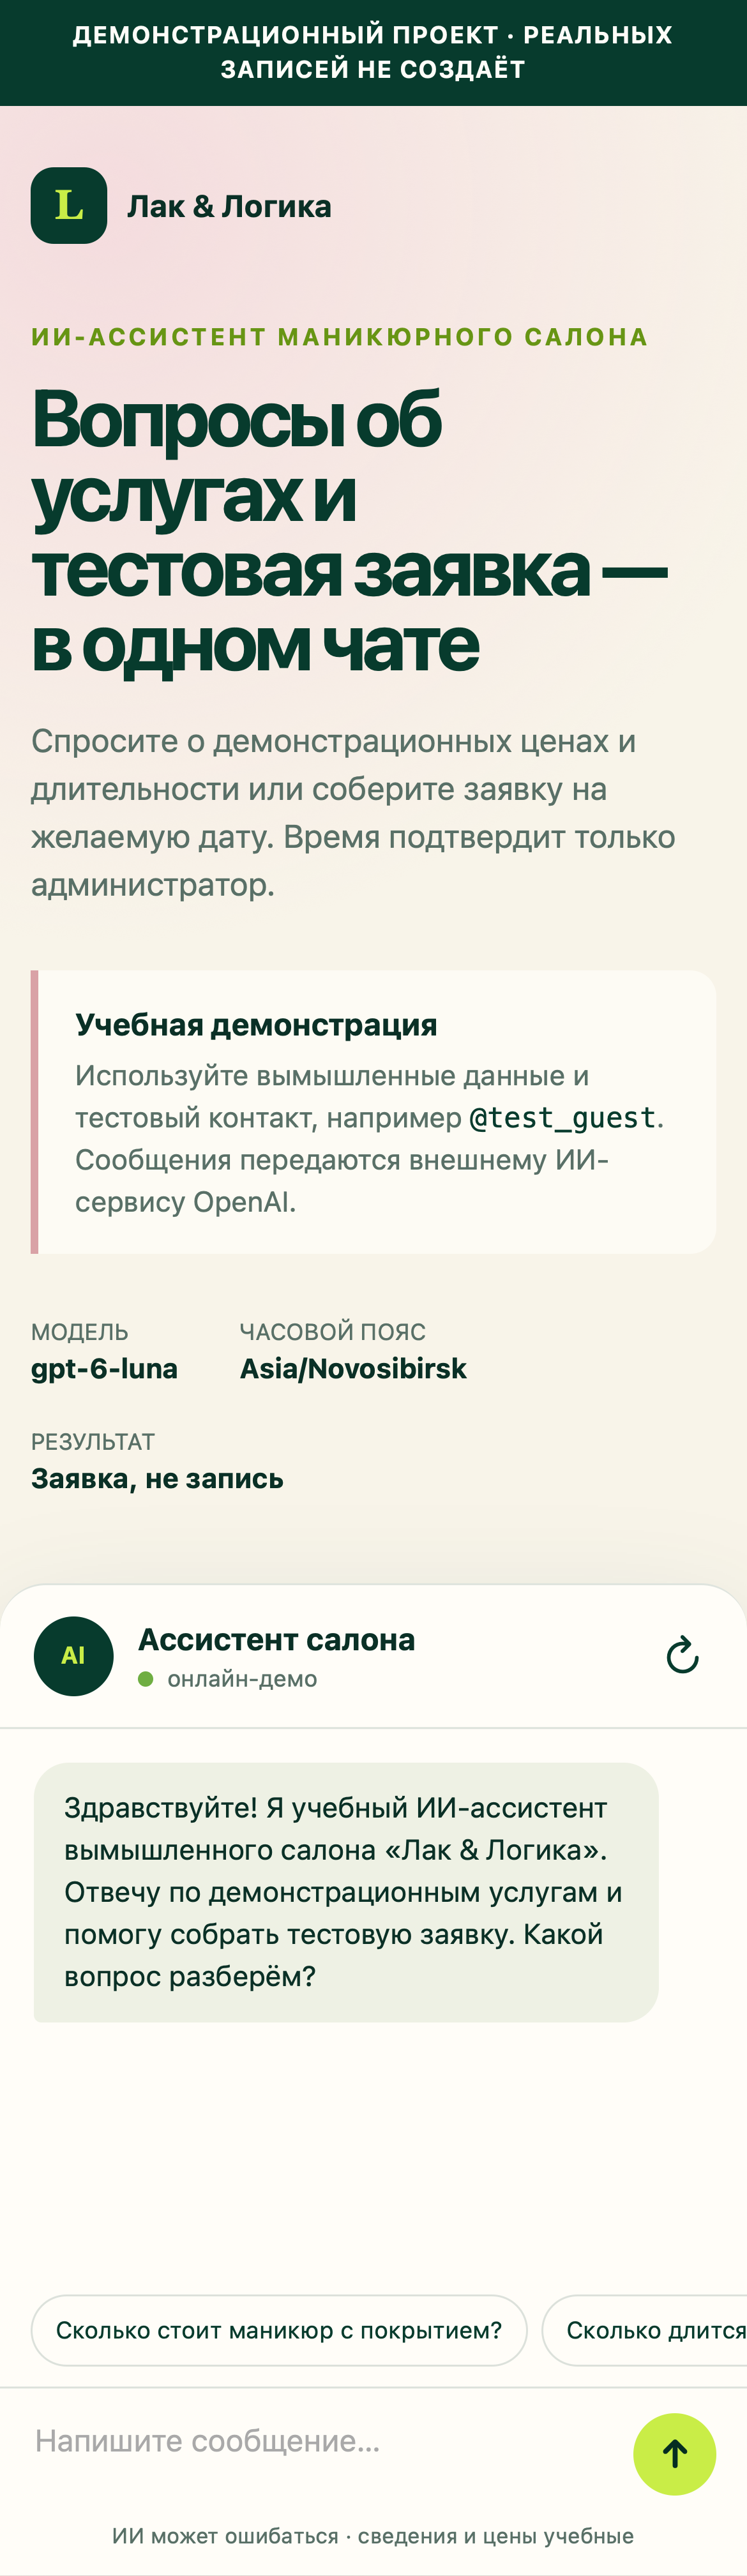 ДЕМОНСТРАЦИОННЫЙ ПРОЕКТ · РЕАЛЬНЫХ
ЗАПИСЕЙ НЕ СОЗДАЁТ
L
Лак & Логика
ИИ-АССИСТЕНТ МАНИКЮРНОГО САЛОНА
Вопросы об
услугах и
тестовая заявка —
в одном чате
Спросите о демонстрационных ценах и
длительности или соберите заявку на
желаемую дату. Время подтвердит только
администратор.
Учебная демонстрация
Используйте вымышленные данные и
тестовый контакт, например @test_guest.
Сообщения передаются внешнему ИИ-
сервису OpenAI.
МОДЕЛЬ
gpt-6-luna
ЧАСОВОЙ ПОЯС
Asia/Novosibirsk
РЕЗУЛЬТАТ
Заявка, не запись
AI
Ассистент салона
онлайн-демо
Здравствуйте! Я учебный ИИ-ассистент
вымышленного салона «Лак & Логика».
Отвечу по демонстрационным услугам и
помогу собрать тестовую заявку. Какой
вопрос разберём?
Сколько стоит маникюр с покрытием?
Сколько длится
Напишите сообщение...
ИИ может ошибаться · сведения и цены учебные